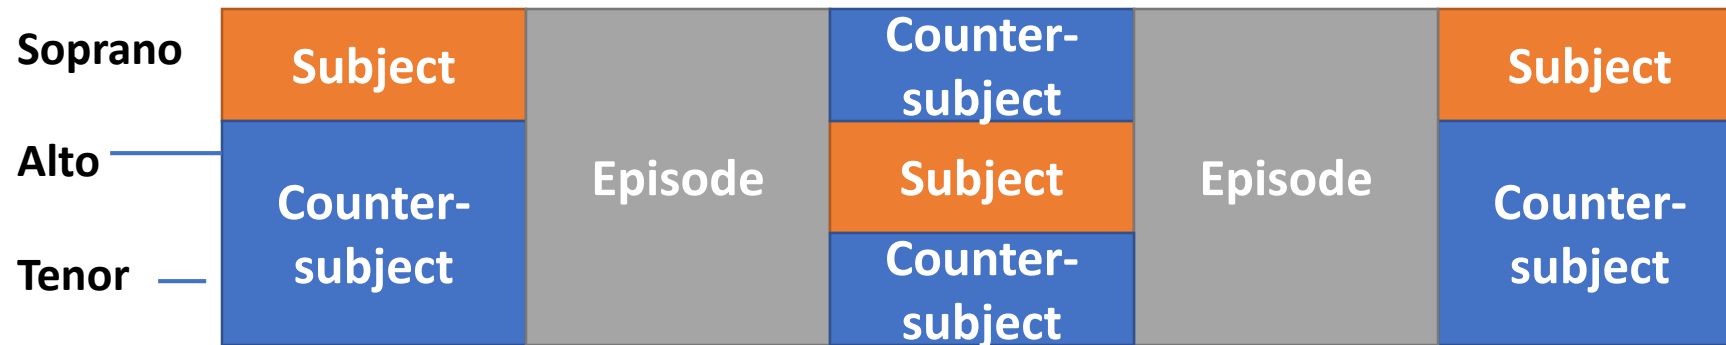 Soprano
Alto
Tenor
Subject
Counter-
subject
Episode
Counter-
subject
Subject
Counter-
subject
Episode
Subject
Counter-
subject